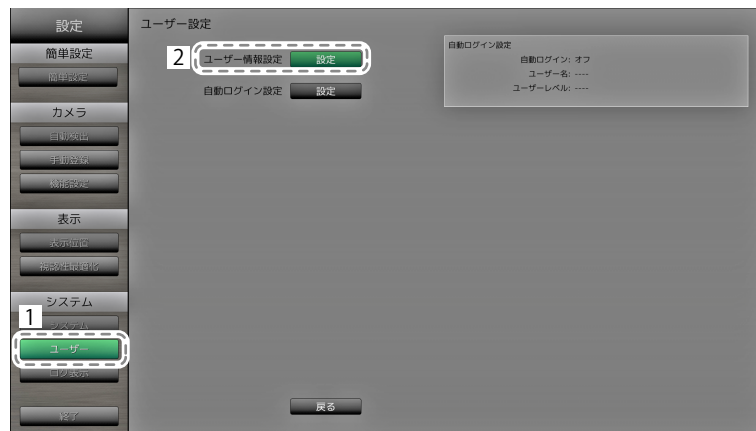 設定
簡単設定
簡単設定
カメラ
自動検出
手動登録
機能設定
表示
表示位置
視認性最適化
システム
1
システム
ユーザー
ログ表示
終了
ユーザー設定
2
ユーザー情報設定 設定
自動ログイン設定 設定
戻る
自動ログイン設定
自動ログイン: オフ
ユーザー名: ----
ユーザーレベル: ----